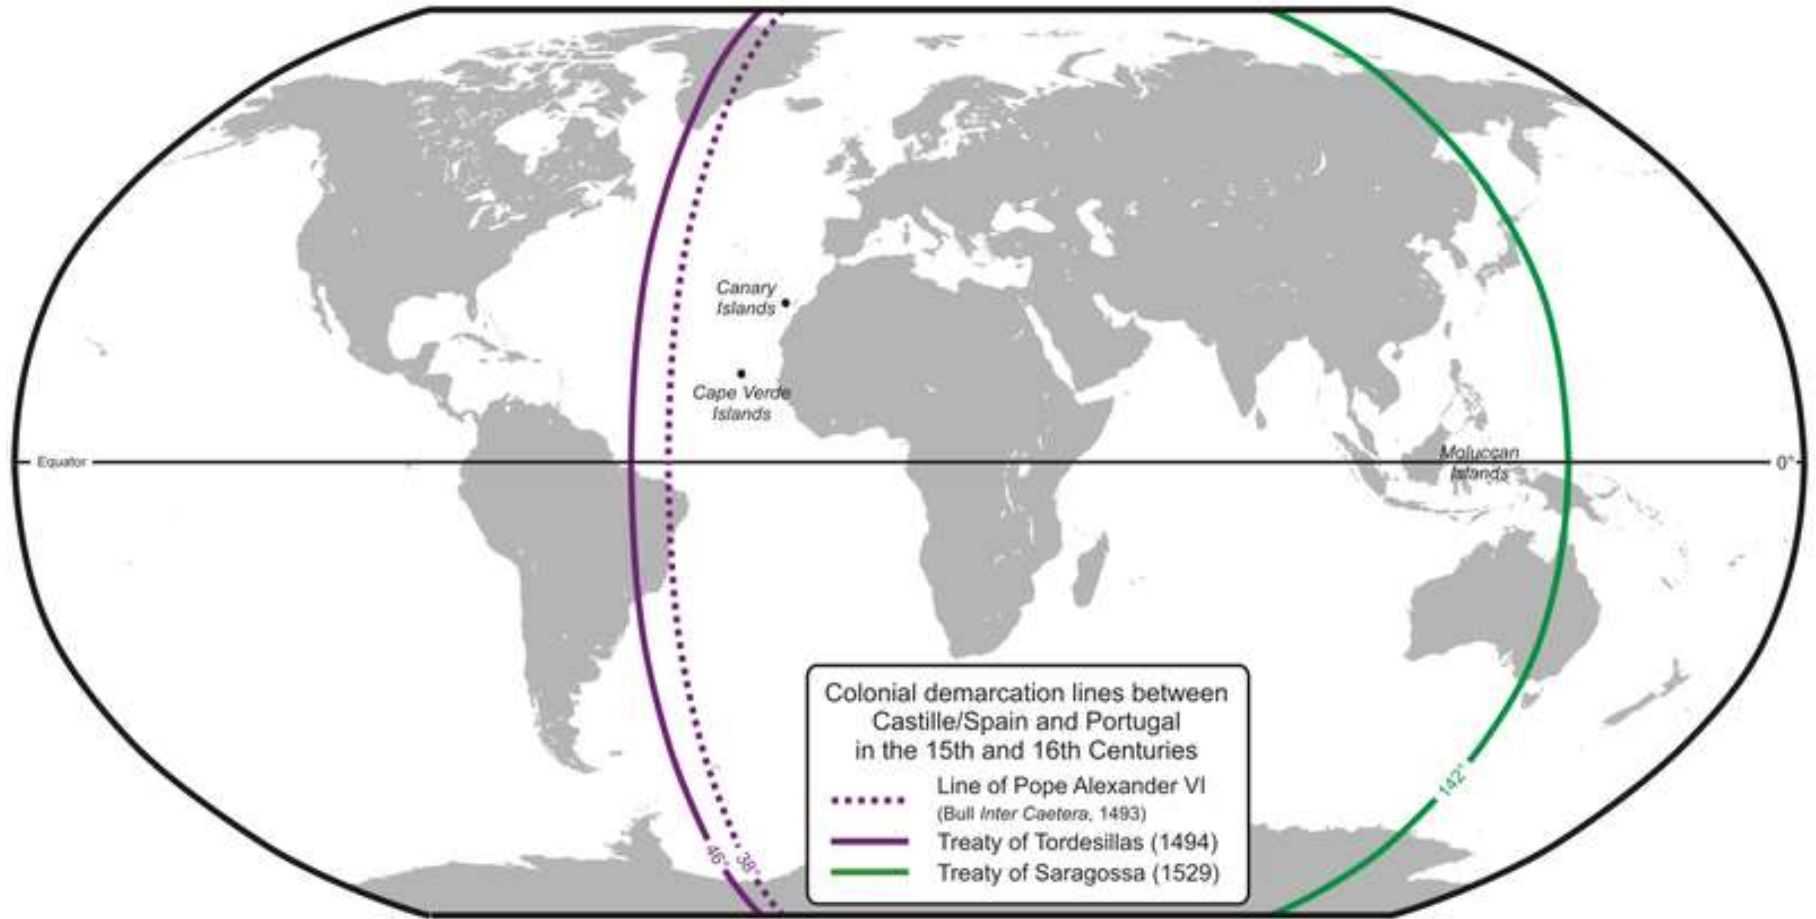 Canary
Islands
Cape Verde
Islands
Equator
Moluccan
Islands
0°
Colonial demarcation lines between
Castille/Spain and Portugal
in the 15th and 16th Centuries
Line of Pope Alexander VI
(Bull Inter Caetera, 1493)
Treaty of Tordesillas (1494)
Treaty of Saragossa (1529)
142°
46°
38°